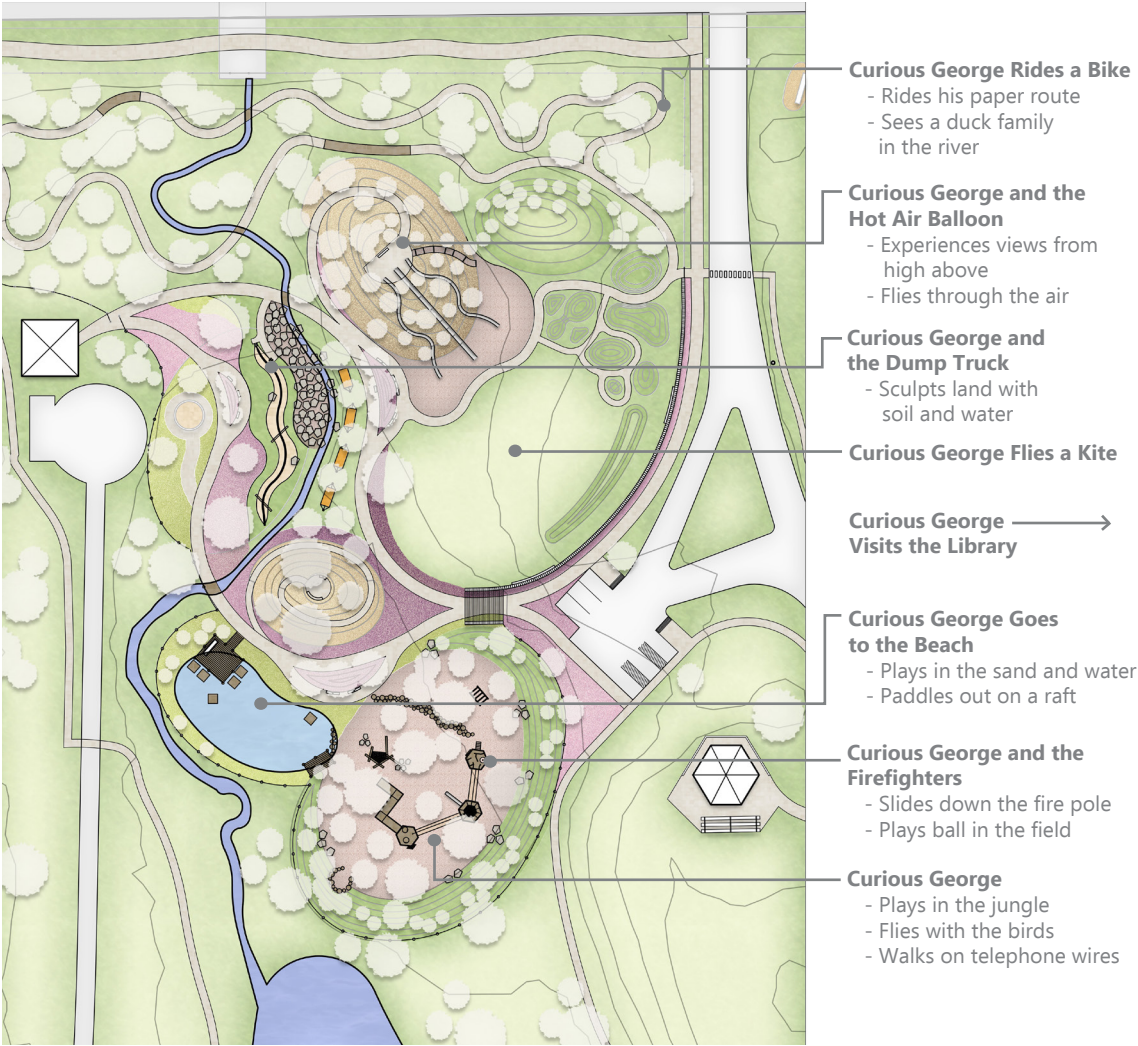 Curious George Rides a Bike
- Rides his paper route
- Sees a duck family
in the river
Curious George and the
Hot Air Balloon
- Experiences views from
high above
- Flies through the air
Curious George and
the Dump Truck
- Sculpts land with
soil and water
Curious George Flies a Kite
Curious George
Visits the Library
Curious George Goes
to the Beach
- Plays in the sand and water
- Paddles out on a raft
Curious George and the
Firefighters
- Slides down the fire pole
- Plays ball in the field
Curious George
- Plays in the jungle
- Flies with the birds
- Walks on telephone wires